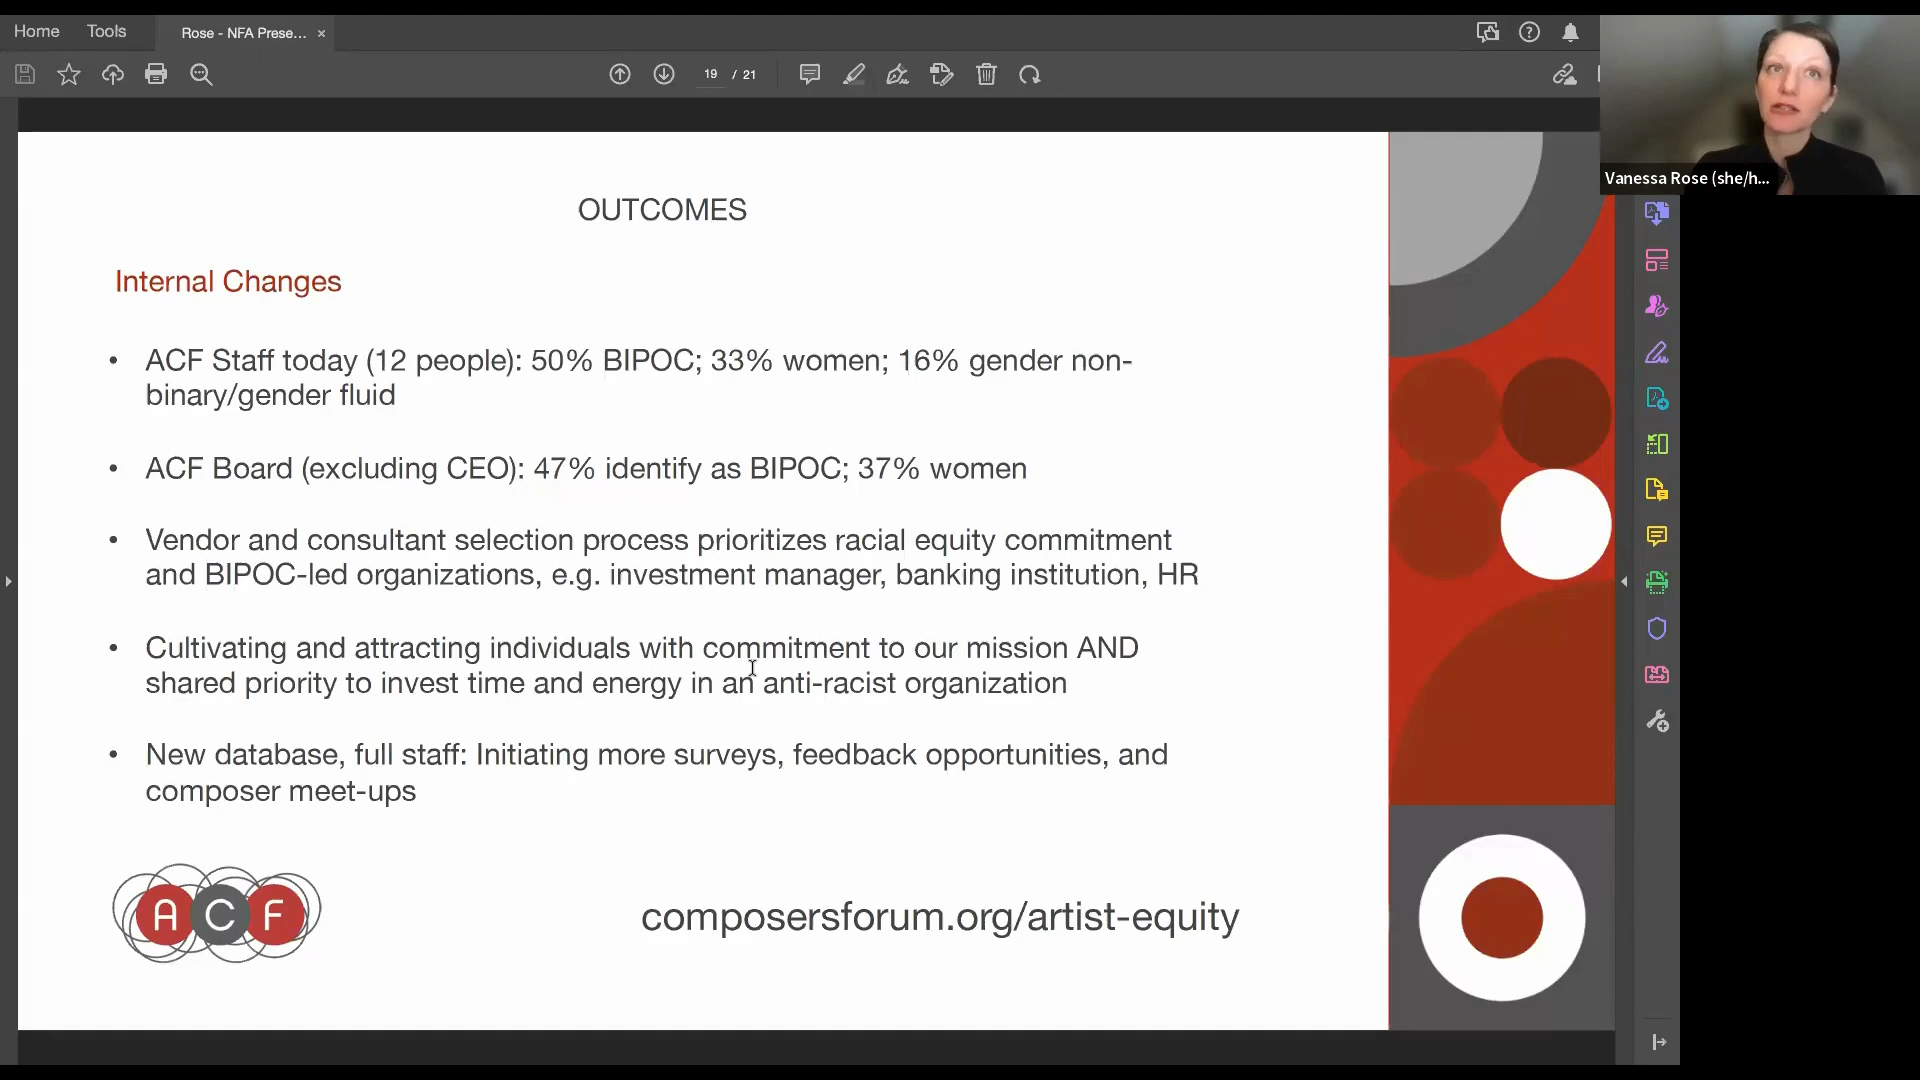 Home Tools Rose - NFA Prese... ×
19 / 21
Vanessa Rose (she/h...
OUTCOMES
Internal Changes
• ACF Staff today (12 people): 50% BIPOC; 33% women; 16% gender non-
binary/gender fluid
• ACF Board (excluding CEO): 47% identify as BIPOC; 37% women
• Vendor and consultant selection process prioritizes racial equity commitment
and BIPOC-led organizations, e.g. investment manager, banking institution, HR
• Cultivating and attracting individuals with commitment to our mission AND
shared priority to invest time and energy in an anti-racist organization
• New database, full staff: Initiating more surveys, feedback opportunities, and
composer meet-ups
ACF
composersforum.org/artist-equity